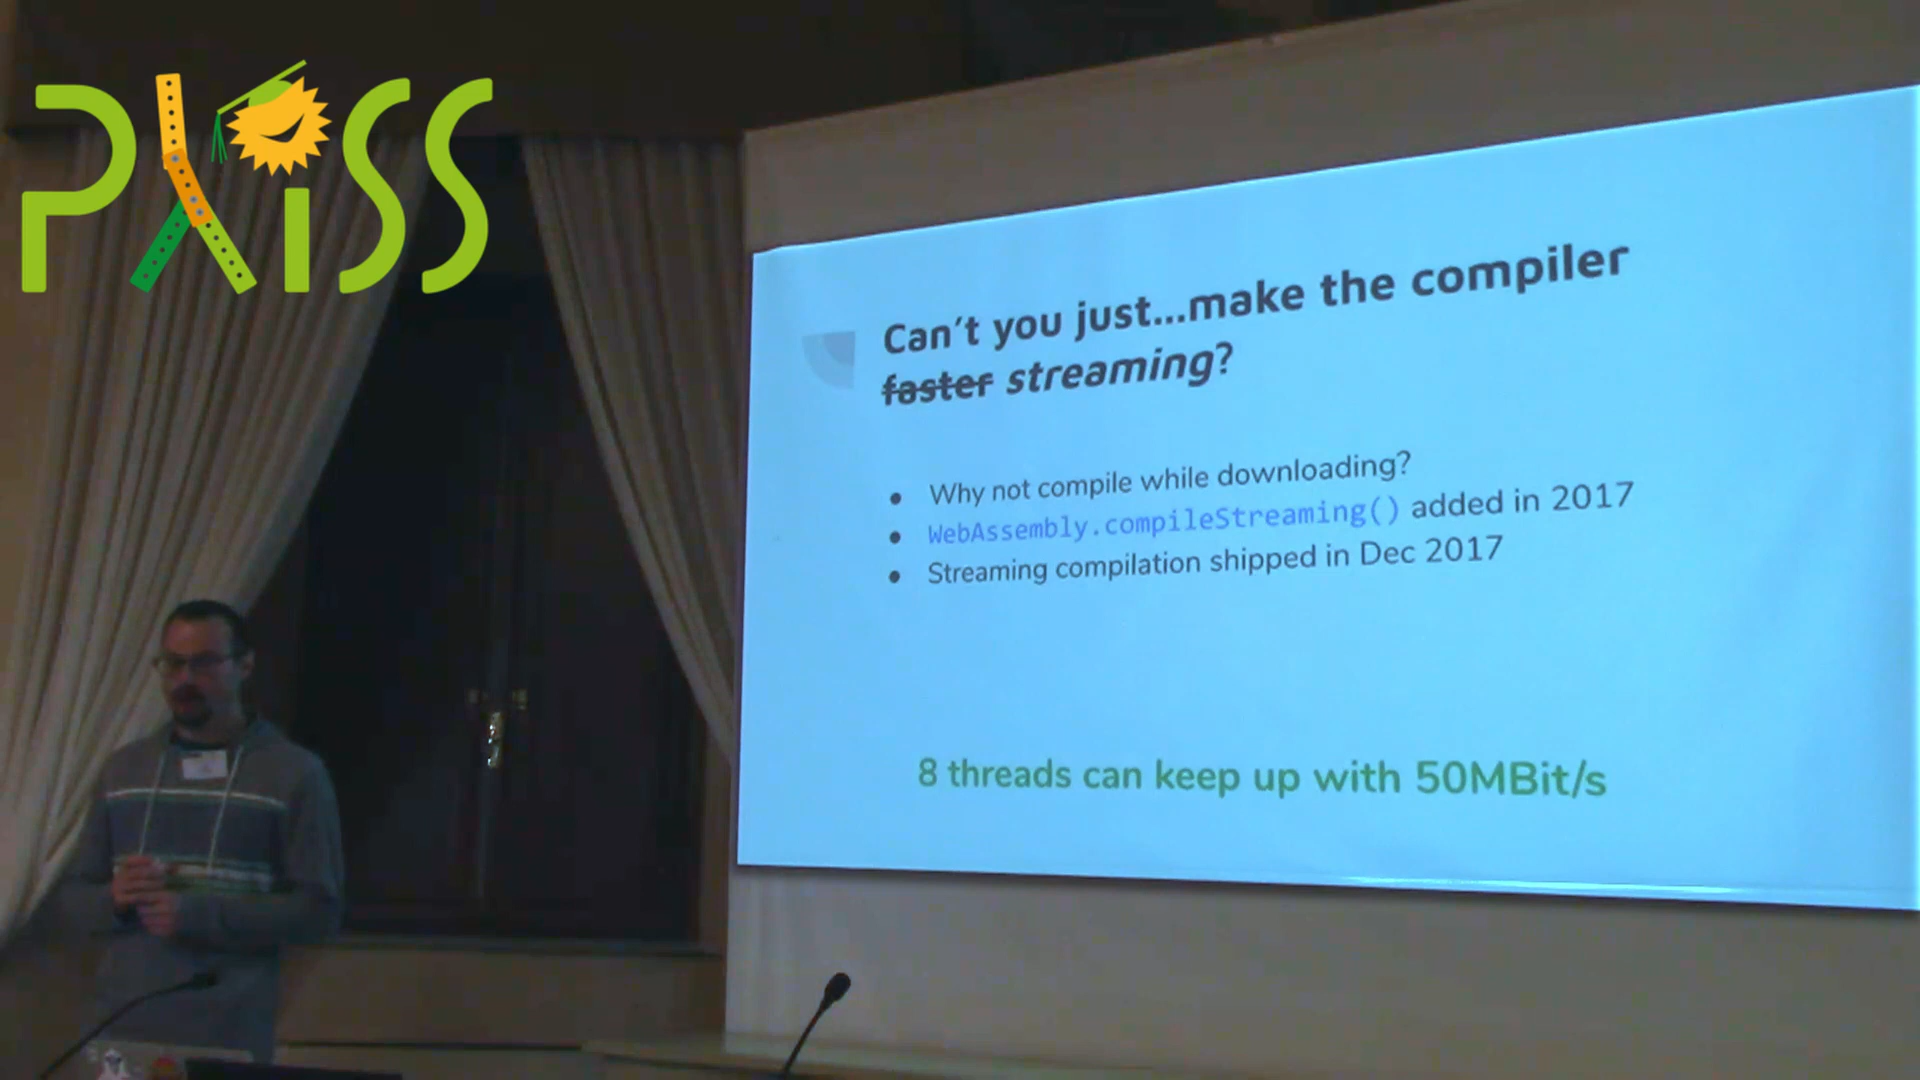 PLISS
Can't you just...make the compiler
faster streaming?
Why not compile while downloading?
WebAssembly.compileStreaming() added in 2017
Streaming compilation shipped in Dec 2017
8 threads can keep up with 50MBit/s